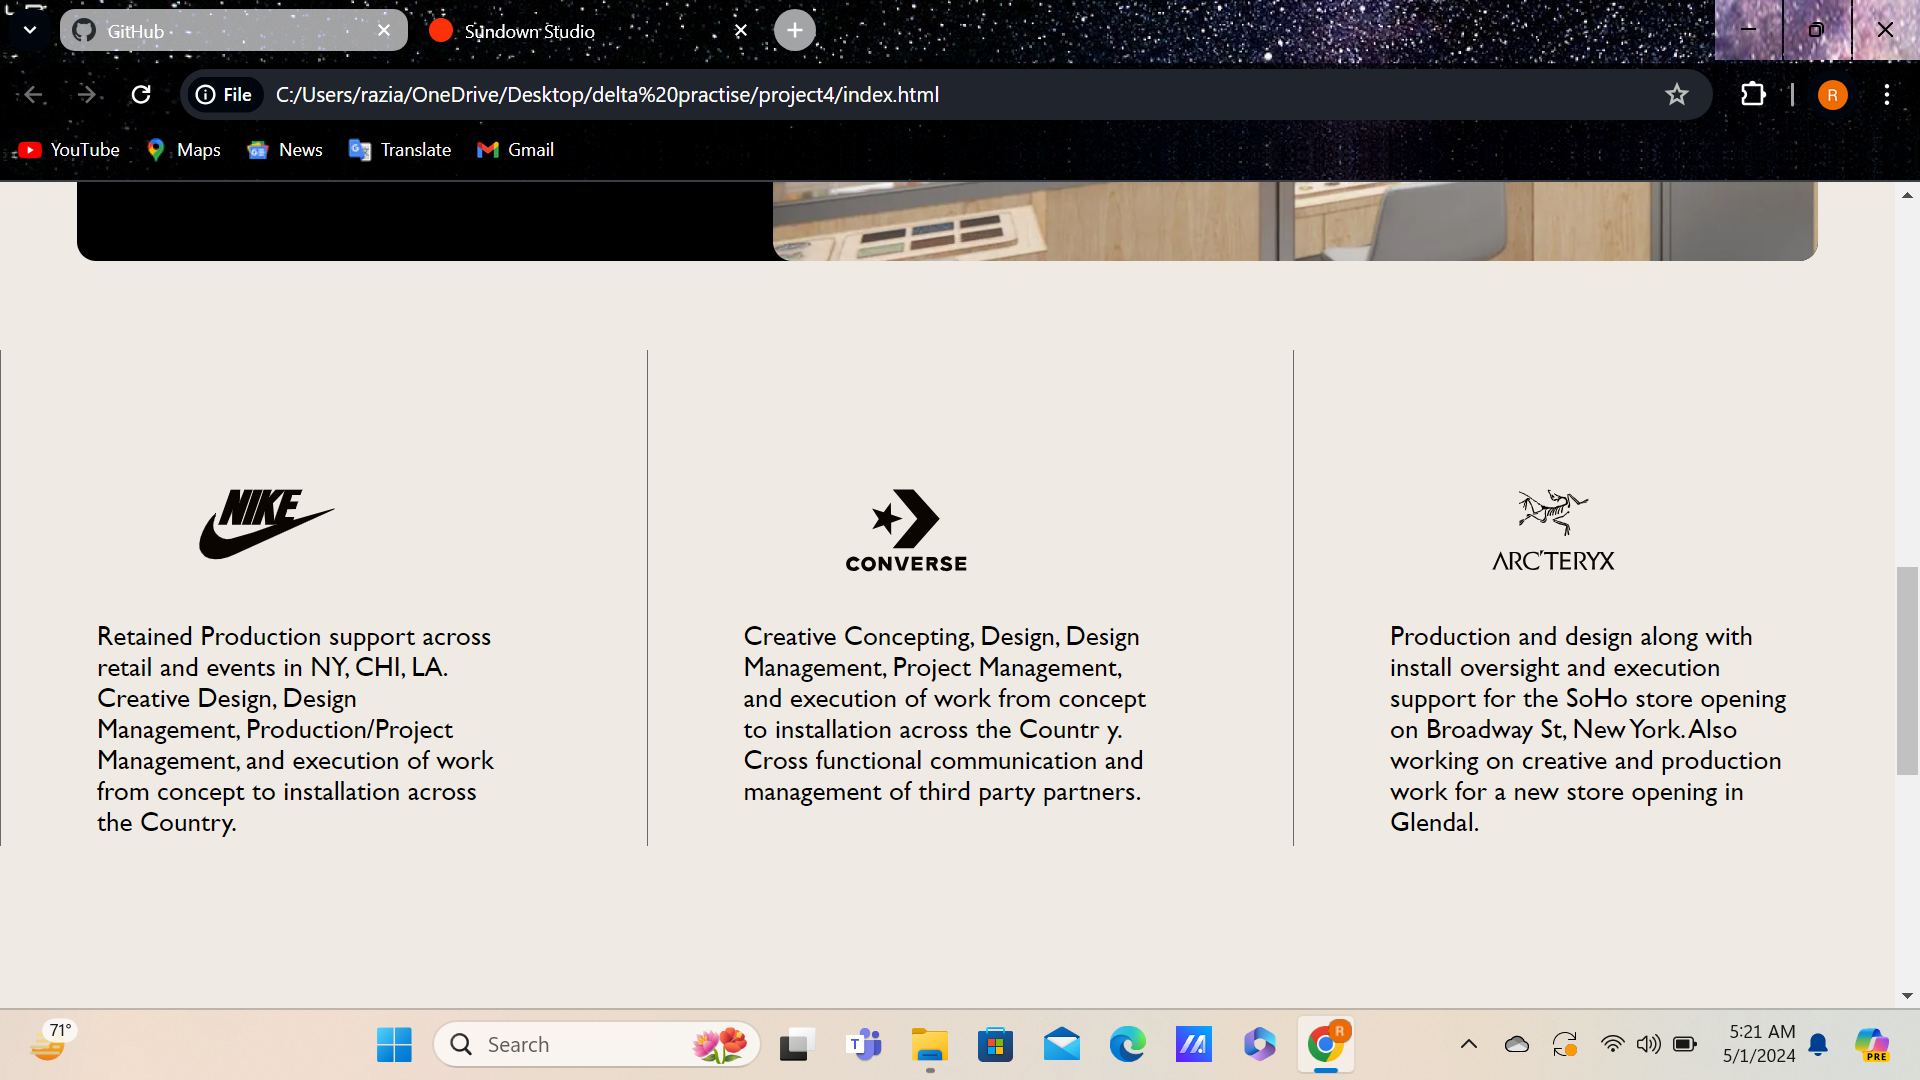 GitHub
Sundown Studio
File
C:/Users/razia/OneDrive/Desktop/delta%20practise/project4/index.html
R
YouTube
Maps
News
Translate
Gmail
NIKE
Retained Production support across
retail and events in NY, CHI, LA.
Creative Design, Design
Management, Production/Project
Management, and execution of work
from concept to installation across
the Country.
CONVERSE
Creative Concepting, Design, Design
Management, Project Management,
and execution of work from concept
to installation across the Countr y.
Cross functional communication and
management of third party partners.
ARC'TERYX
Production and design along with
install oversight and execution
support for the SoHo store opening
on Broadway St, New York. Also
working on creative and production
work for a new store opening in
Glendal.
71°
Search
T
R
5:21 AM
5/1/2024
PRE